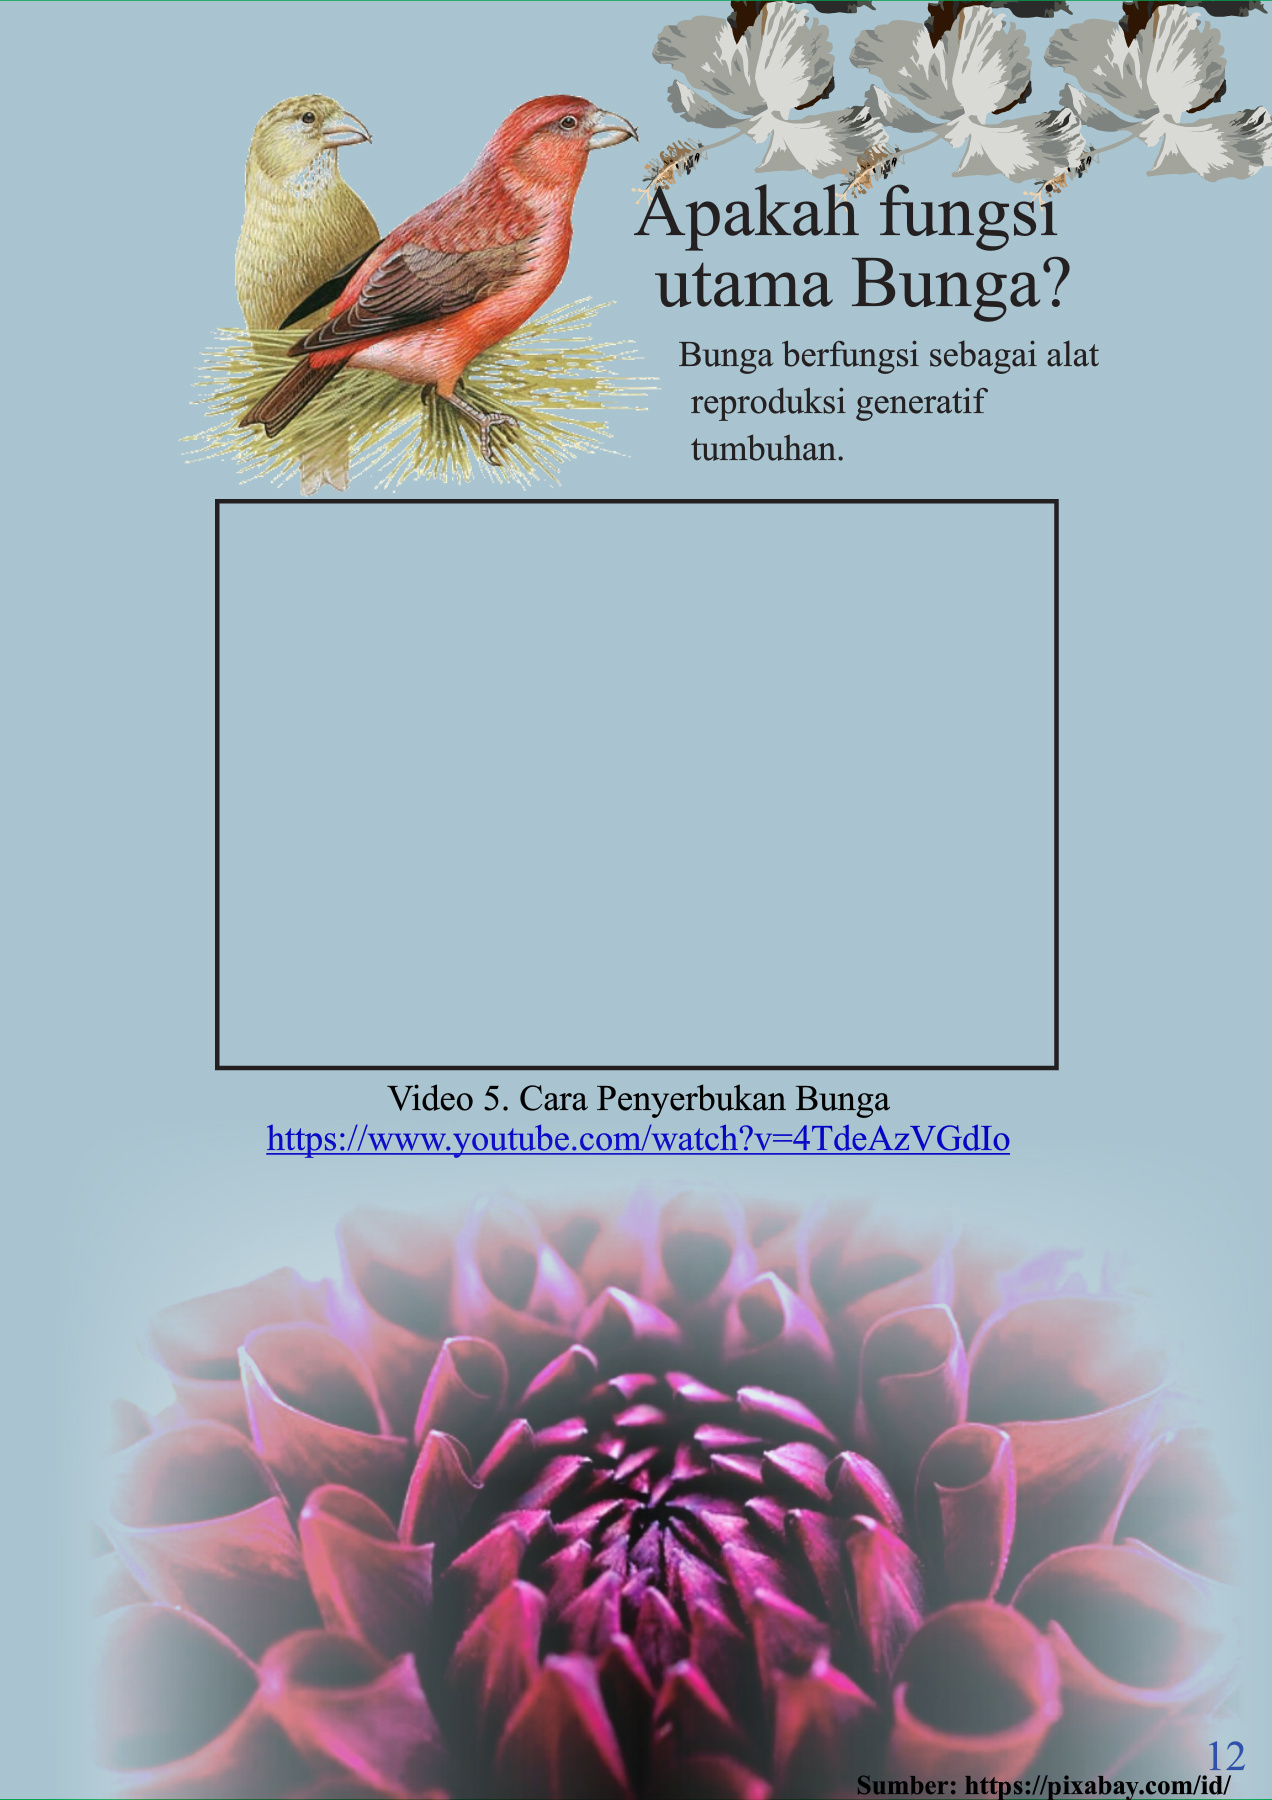 Apakah fungsi
utama Bunga?
Bunga berfungsi sebagai alat
reproduksi generatif
tumbuhan.
Video 5. Cara Penyerbukan Bunga
https://www.youtube.com/watch?v=4TdeAzVGdIo
12
Sumber: https://pixabay.com/id/